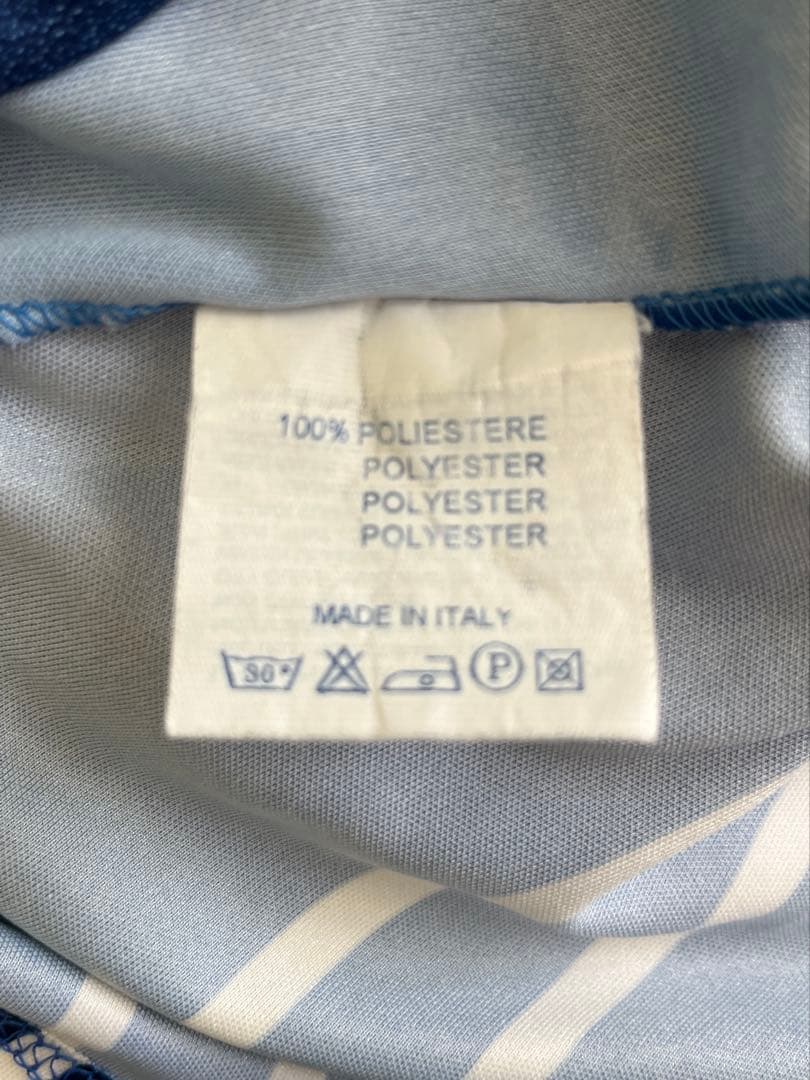 100% POLIESTERE
POLYESTER
POLYESTER
POLYESTER
MADE IN ITALY
30° P